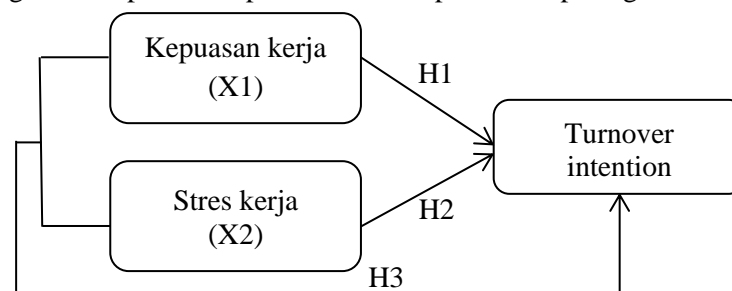 Kepuasan kerja
(X1)
H1
Turnover
intention
Stres kerja
(X2)
H2
H3